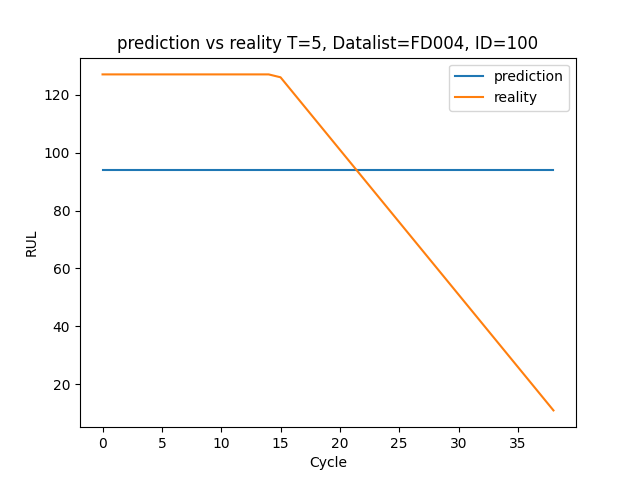 prediction vs reality T=5, Datalist=FD004, ID=100
prediction
reality
RUL
120
100
80
60
40
20
0 5 10 15 20 25 30 35
Cycle